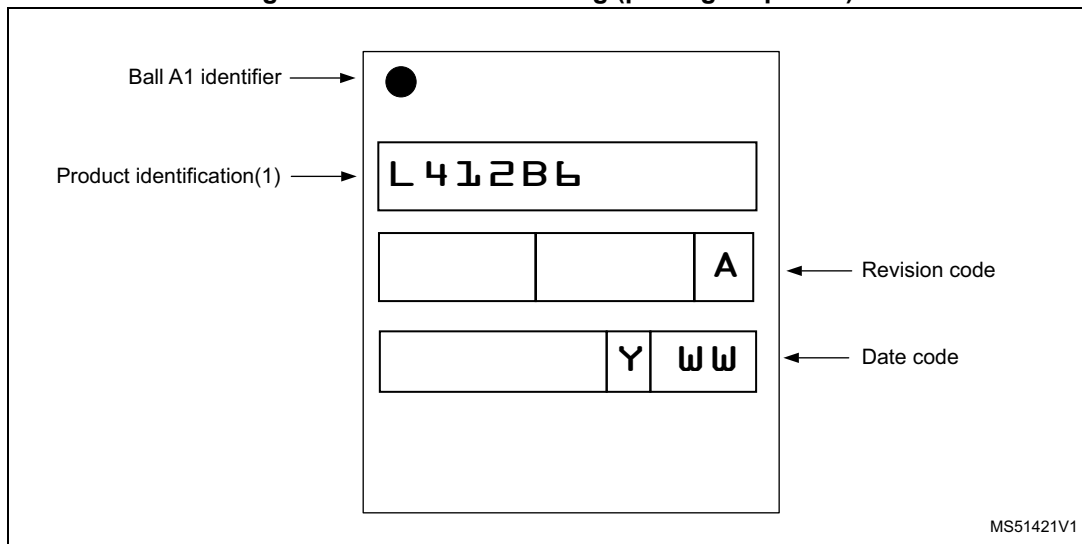 Ball A1 identifier
Product identification(1)
L412B6
A
Revision code
Y WW
Date code
MS51421V1